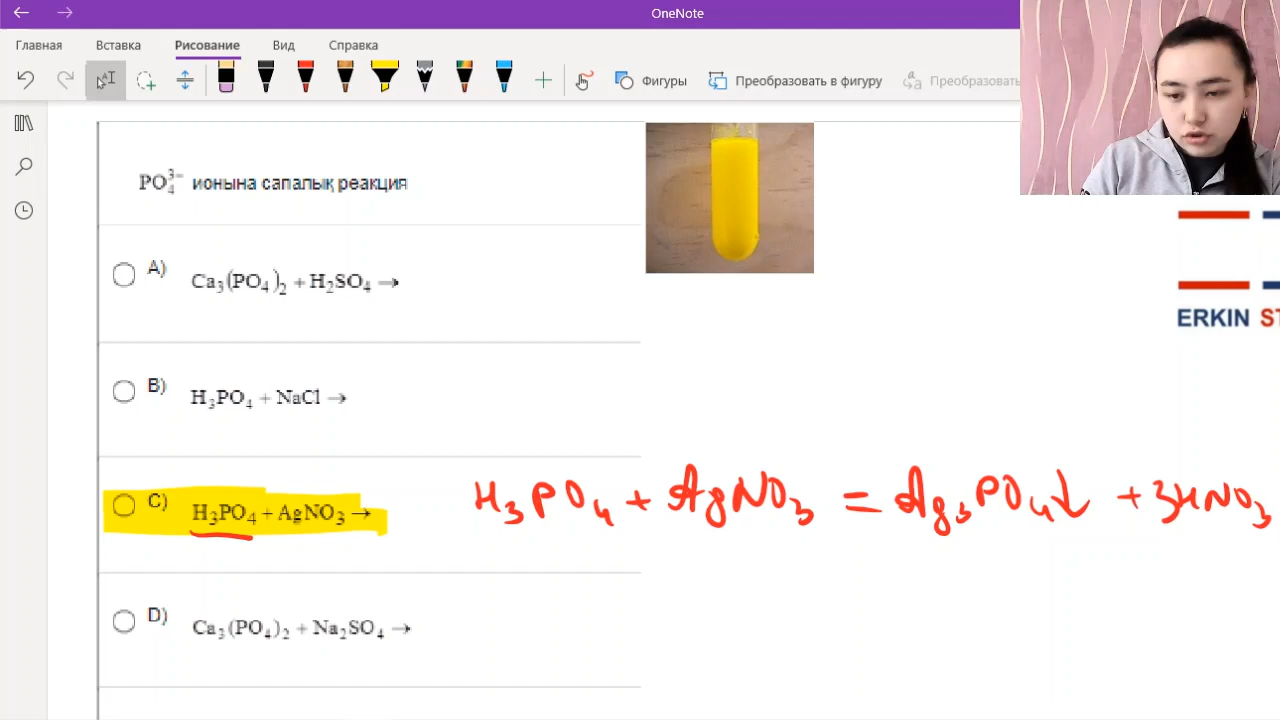 OneNote
Главная Вставка Рисование Вид Справка
Фигуры Преобразовать в фигуру Преобразоват
PO₄³⁻ ионына сапалық реакция
A) Ca₃(PO₄)₂ + H₂SO₄ →
B) H₃PO₄ + NaCl →
C) H₃PO₄ + AgNO₃ →
H₃PO₄ + AgNO₃ = Ag₃PO₄↓ + 3HNO₃
D) Ca₃(PO₄)₂ + Na₂SO₄ →
ERKIN ST